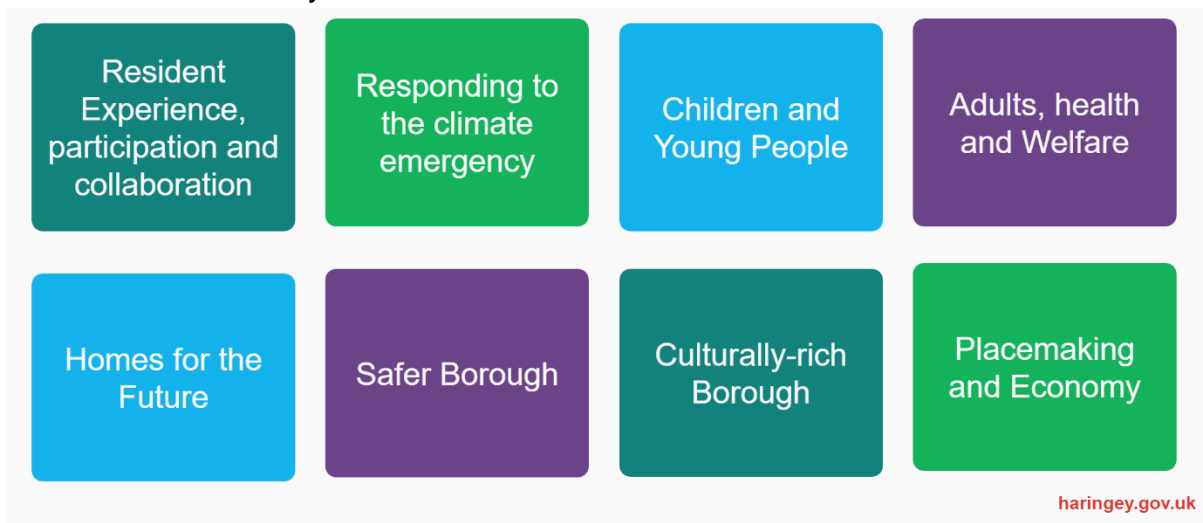 Resident
Experience,
participation and
collaboration
Responding to
the climate
emergency
Children and
Young People
Adults, health
and Welfare
Homes for the
Future
Safer Borough
Culturally-rich
Borough
Placemaking
and Economy
haringey.gov.uk